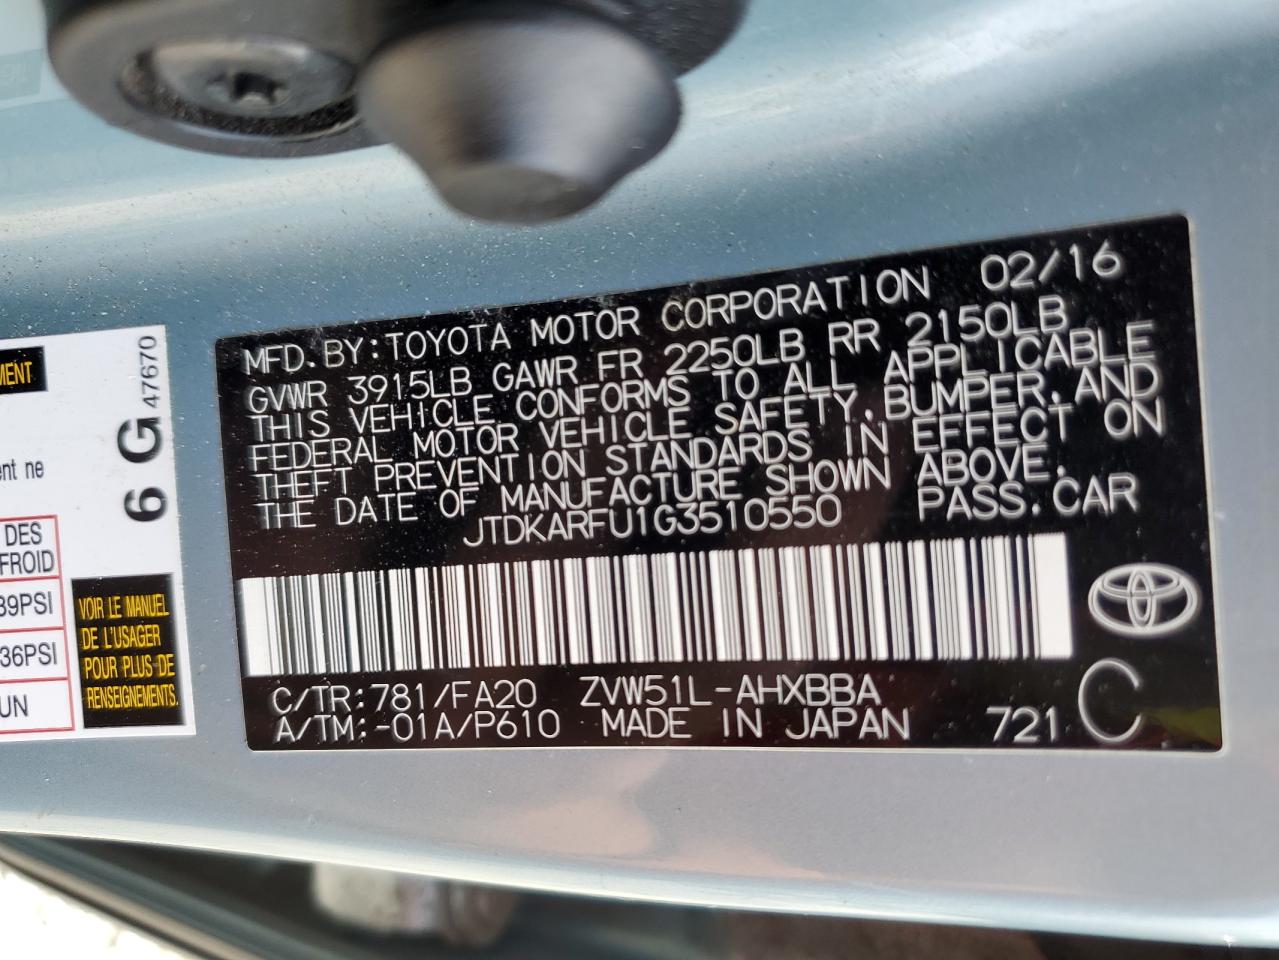 MENT
ent ne
6 G
47670
DES
FROID
39PSI
36PSI
UN
VOIR LE MANUEL
DE L'USAGER
POUR PLUS DE
RENSEIGNEMENTS.
MFD.BY:TOYOTA MOTOR CORPORATION 02/16
GVWR 3915LB GAWR FR 2250LB RR 2150LB
THIS VEHICLE CONFORMS TO ALL APPLICABLE
FEDERAL MOTOR VEHICLE SAFETY,BUMPER,AND
THEFT PREVENTION STANDARDS IN EFFECT ON
THE DATE OF MANUFACTURE SHOWN ABOVE.
JTDKARFU1G3510550 PASS.CAR
C/TR:781/FA20 ZVW51L-AHXBBA
A/TM:-01A/P610 MADE IN JAPAN 721 C